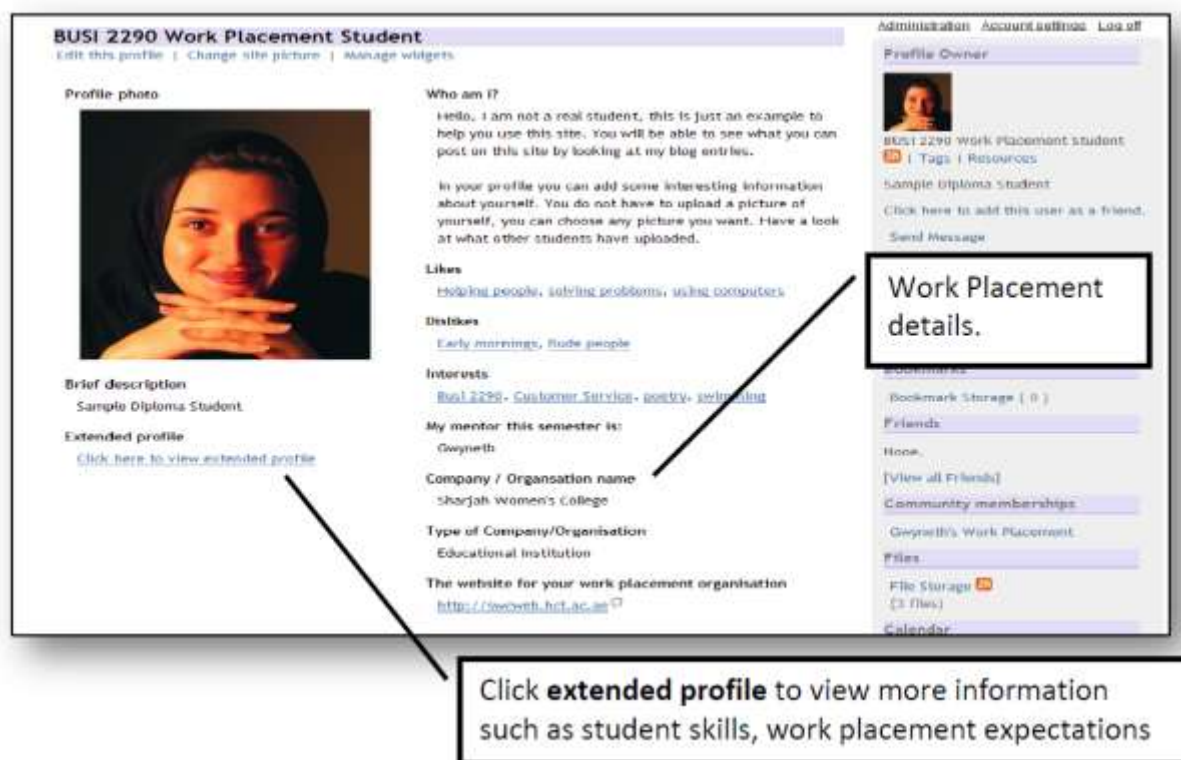 BUSI 2290 Work Placement Student
Edit this profile | Change site picture | Manage widgets
Profile photo
Brief description
Sample Diploma Student
Extended profile
Click here to view extended profile
Who am I?
Hello, I am not a real student, this is just an example to
help you use this site. You will be able to see what you can
post on this site by looking at my blog entries.
In your profile you can add some interesting information
about yourself. You do not have to upload a picture of
yourself, you can choose any picture you want. Have a look
at what other students have uploaded.
Likes
Helping people, solving problems, using computers
Dislikes
Early mornings, Rude people
Interests
Busi 2290, Customer Service, poetry, swimming
My mentor this semester is:
Gwyneth
Company / Organsation name
Sharjah Women's College
Type of Company/Organisation
Educational Institution
The website for your work placement organisation
http://swcweb.hct.ac.ae
Administration Account settings Log off
Profile Owner
BUSI 2290 Work Placement Student
| Tags | Resources
Sample Diploma Student
Click here to add this user as a friend.
Send Message
Work Placement
details.
Bookmarks
Bookmark Storage ( 0 )
Friends
None.
[View all Friends]
Community memberships
Gwyneth's Work Placement
Files
File Storage
(3 files)
Calendar
Click extended profile to view more information
such as student skills, work placement expectations